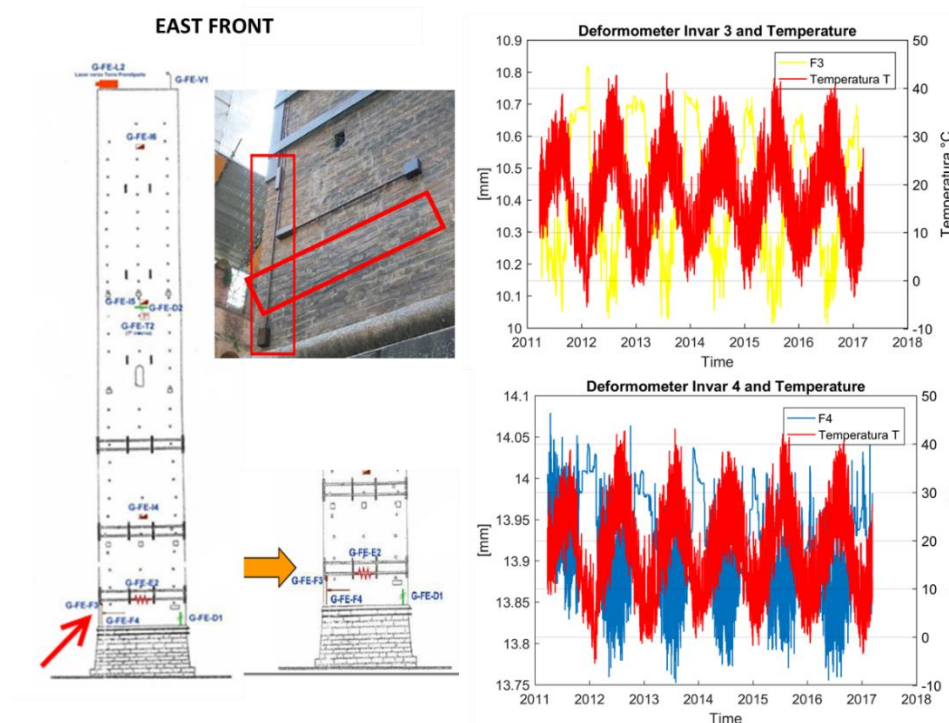 EAST FRONT
G-FE-L2
G-FE-V1
G-FE-I6
G-FE-I5
G-FE-D2
G-FE-T2
G-FE-I4
G-FE-E2
G-FE-F3
G-FE-F4
G-FE-D1
G-FE-E2
G-FE-F3
G-FE-F4
G-FE-D1
Deformometer Invar 3 and Temperature
10.9
10.8
10.7
10.6
10.5
10.4
10.3
10.2
10.1
10
[mm]
F3
Temperatura T
50
40
30
20
10
0
-10
Temperatura °C
2011 2012 2013 2014 2015 2016 2017 2018
Time
Deformometer Invar 4 and Temperature
14.1
14.05
14
13.95
13.9
13.85
13.8
13.75
[mm]
F4
Temperatura T
50
40
30
20
10
0
-10
2011 2012 2013 2014 2015 2016 2017 2018
Time